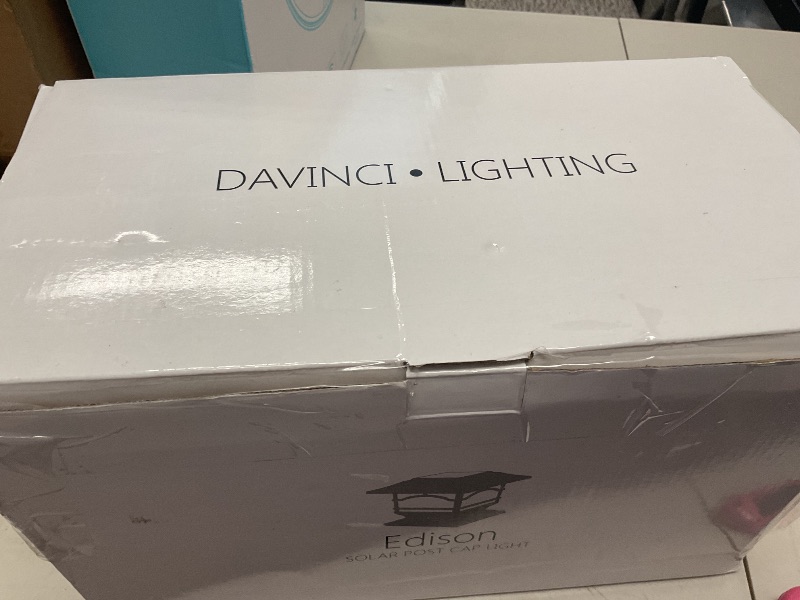 DAVINCI • LIGHTING
Edison
SOLAR POST CAP LIGHT